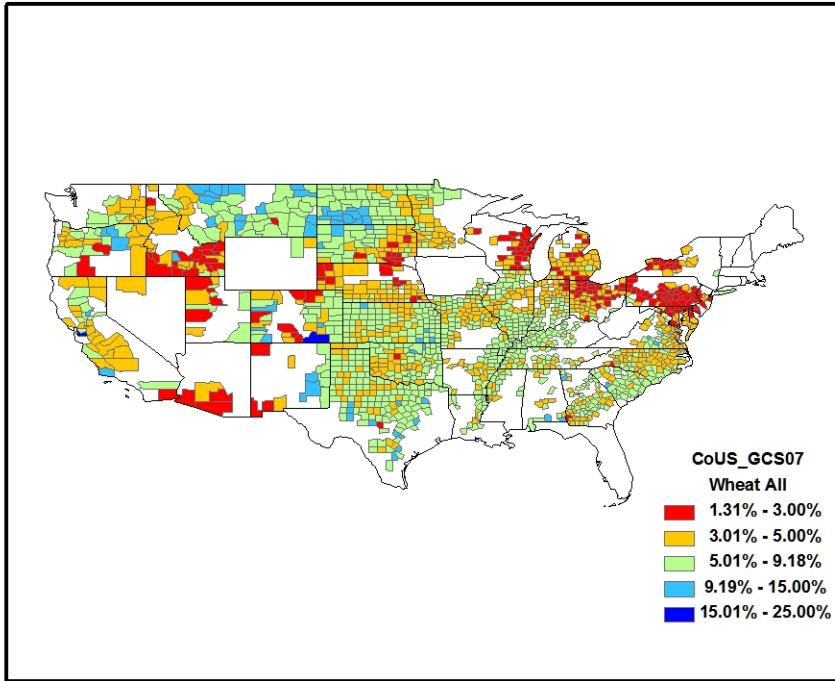 CoUS_GCS07
Wheat All
1.31% - 3.00%
3.01% - 5.00%
5.01% - 9.18%
9.19% - 15.00%
15.01% - 25.00%